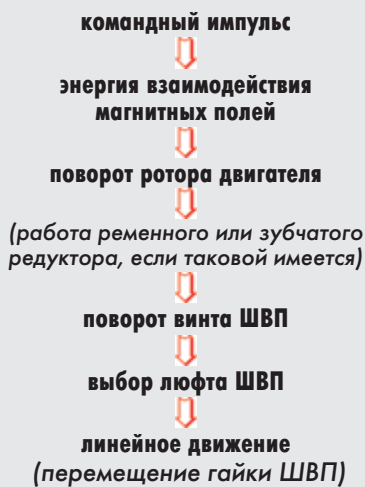 командный импульс
энергия взаимодействия
магнитных полей
поворот ротора двигателя
(работа ременного или зубчатого
редуктора, если таковой имеется)
поворот винта ШВП
выбор люфта ШВП
линейное движение
(перемещение гайки ШВП)